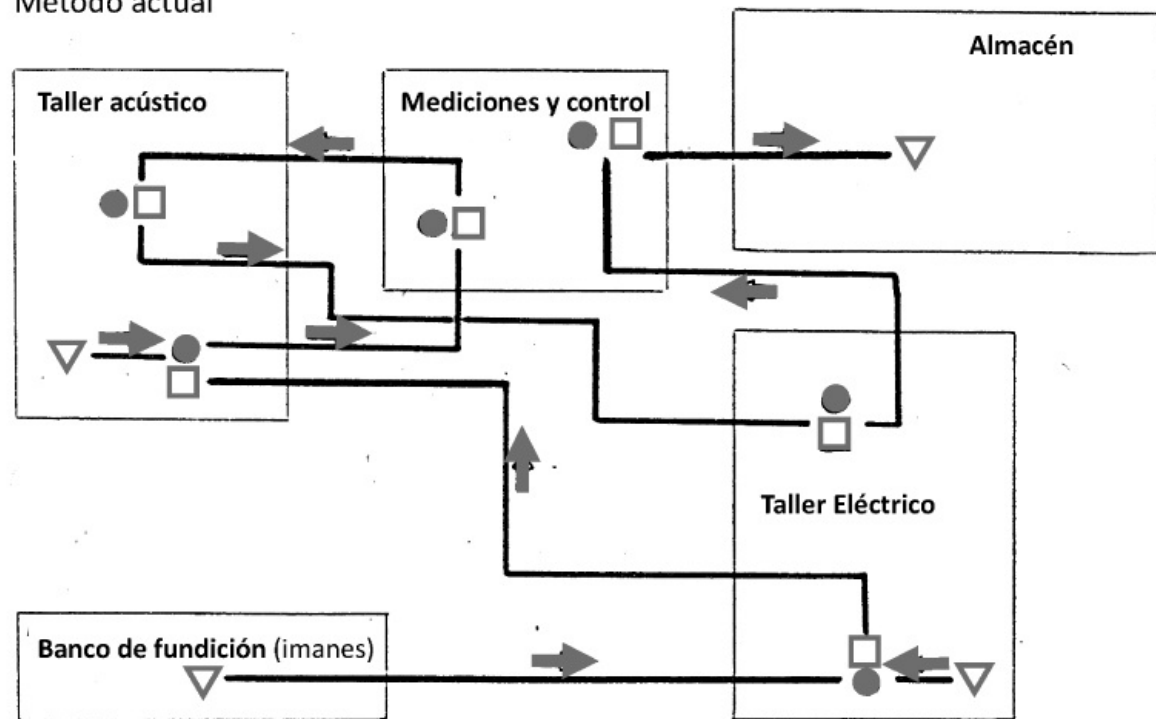 Método actual
Almacén
Taller acústico
Mediciones y control
Taller Eléctrico
Banco de fundición (imanes)